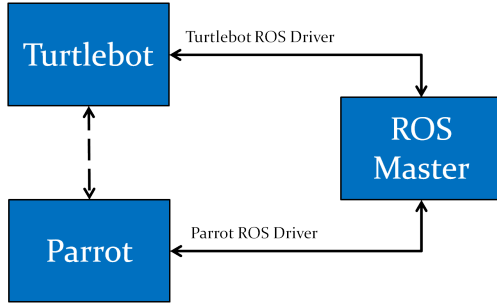 Turtlebot
Turtlebot ROS Driver
ROS
Master
Parrot ROS Driver
Parrot